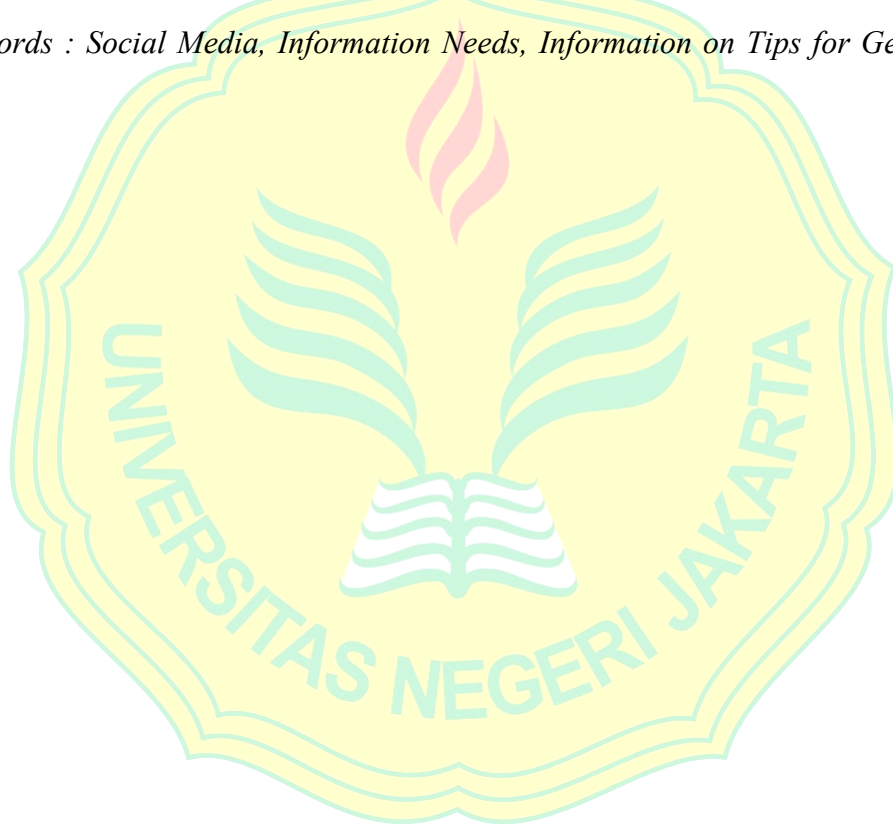 ords : Social Media, Information Needs, Information on Tips for Ge
UNIVERSITAS NEGERI JAKARTA